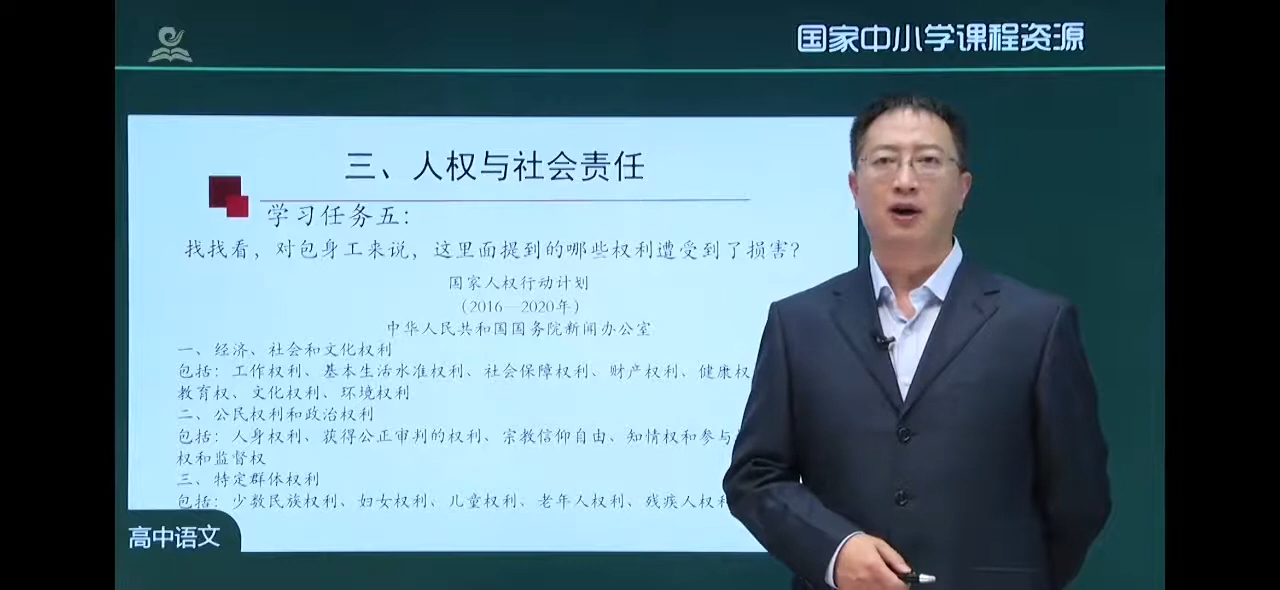 国家中小学课程资源
三、人权与社会责任
学习任务五：
找找看，对包身工来说，这里面提到的哪些权利遭受到了损害？
国家人权行动计划
（2016—2020年）
中华人民共和国国务院新闻办公室
一、经济、社会和文化权利
包括：工作权利、基本生活水准权利、社会保障权利、财产权利、健康权
教育权、文化权利、环境权利
二、公民权利和政治权利
包括：人身权利、获得公正审判的权利、宗教信仰自由、知情权和参与
权和监督权
三、特定群体权利
包括：少数民族权利、妇女权利、儿童权利、老年人权利、残疾人权利
高中语文